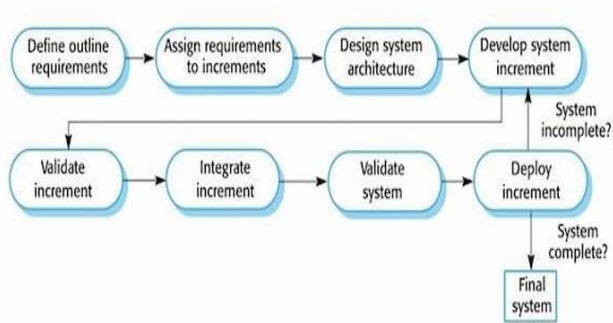 Define outline
requirements
Assign requirements
to increments
Design system
architecture
Develop system
increment
System
incomplete?
Validate
increment
Integrate
increment
Validate
system
Deploy
increment
System
complete?
Final
system